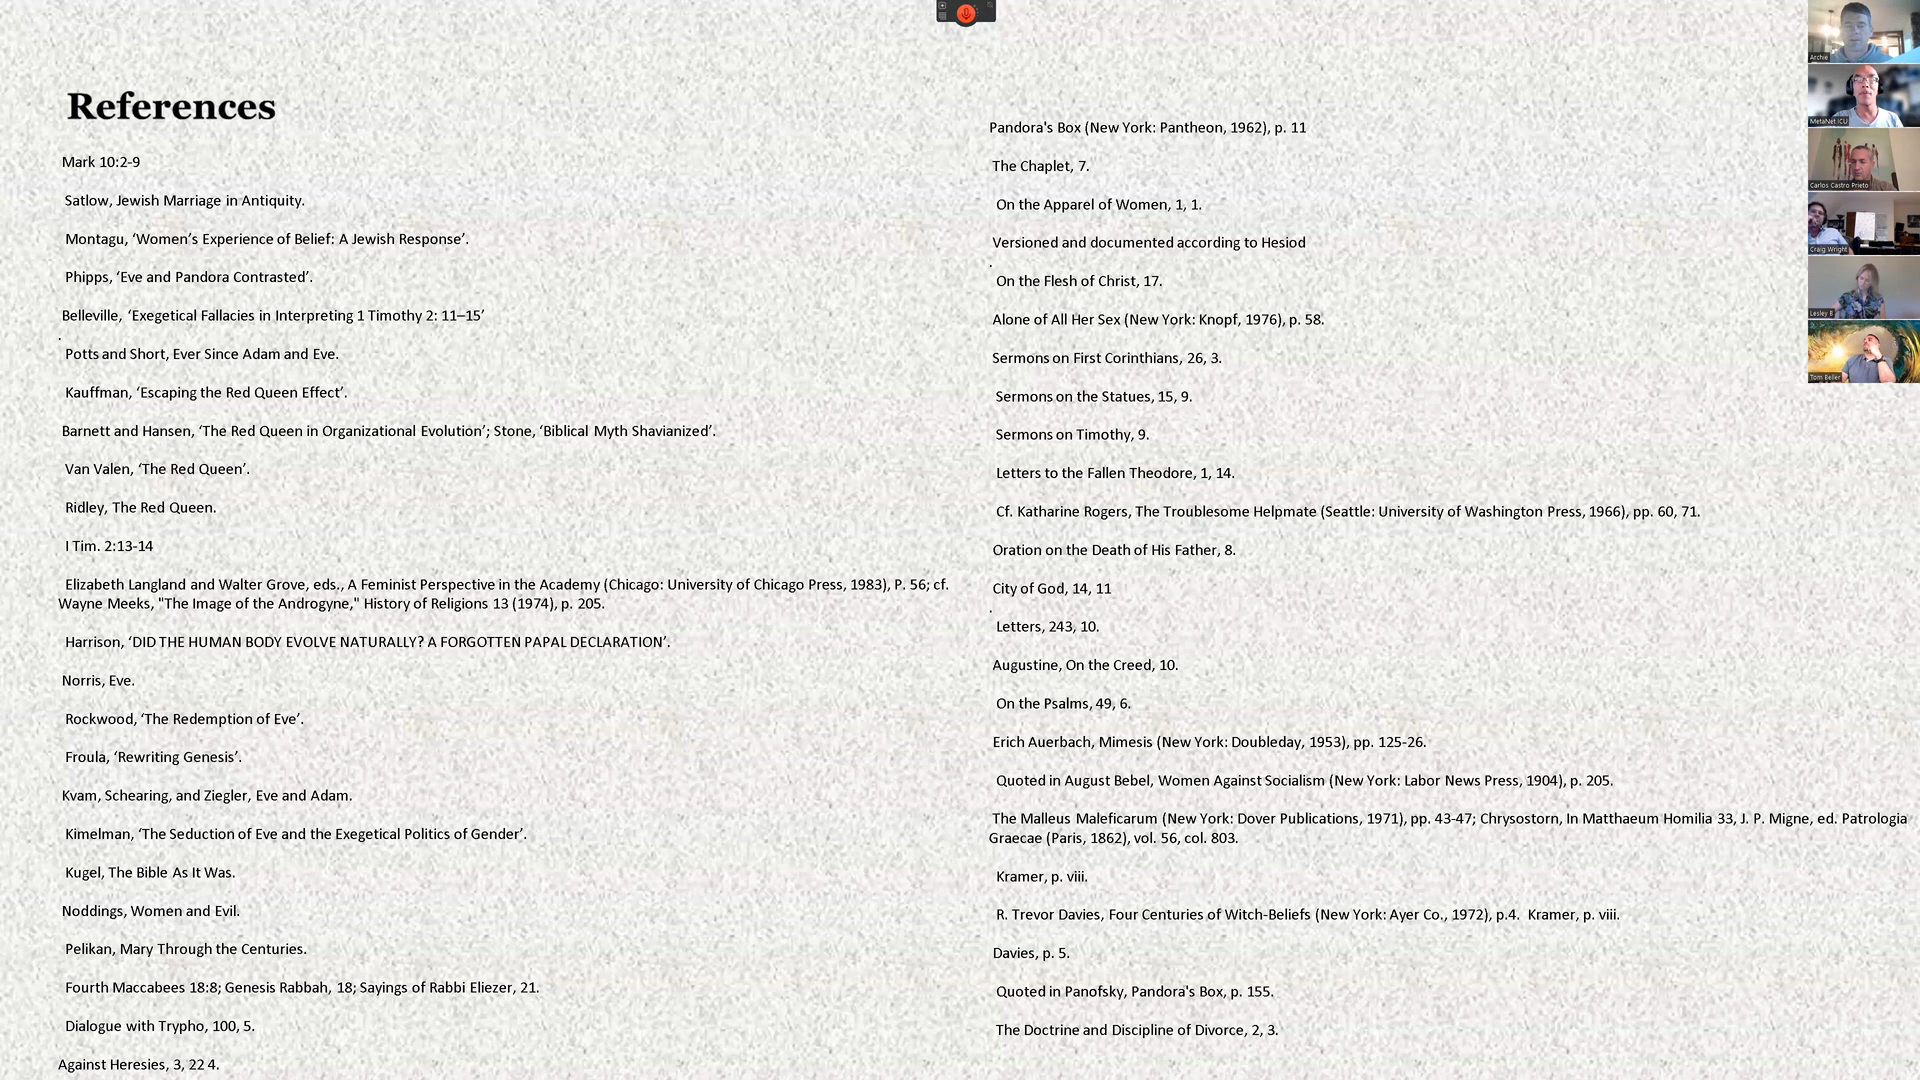 References
Mark 10:2-9
Satlow, Jewish Marriage in Antiquity.
Montagu, ‘Women’s Experience of Belief: A Jewish Response’.
Phipps, ‘Eve and Pandora Contrasted’.
Belleville, ‘Exegetical Fallacies in Interpreting 1 Timothy 2: 11–15’
.
Potts and Short, Ever Since Adam and Eve.
Kauffman, ‘Escaping the Red Queen Effect’.
Barnett and Hansen, ‘The Red Queen in Organizational Evolution’; Stone, ‘Biblical Myth Shavianized’.
Van Valen, ‘The Red Queen’.
Ridley, The Red Queen.
I Tim. 2:13-14
Elizabeth Langland and Walter Grove, eds., A Feminist Perspective in the Academy (Chicago: University of Chicago Press, 1983), P. 56; cf.
Wayne Meeks, "The Image of the Androgyne," History of Religions 13 (1974), p. 205.
Harrison, ‘DID THE HUMAN BODY EVOLVE NATURALLY? A FORGOTTEN PAPAL DECLARATION’.
Norris, Eve.
Rockwood, ‘The Redemption of Eve’.
Froula, ‘Rewriting Genesis’.
Kvam, Schearing, and Ziegler, Eve and Adam.
Kimelman, ‘The Seduction of Eve and the Exegetical Politics of Gender’.
Kugel, The Bible As It Was.
Noddings, Women and Evil.
Pelikan, Mary Through the Centuries.
Fourth Maccabees 18:8; Genesis Rabbah, 18; Sayings of Rabbi Eliezer, 21.
Dialogue with Trypho, 100, 5.
Against Heresies, 3, 22 4.
Pandora's Box (New York: Pantheon, 1962), p. 11
The Chaplet, 7.
On the Apparel of Women, 1, 1.
Versioned and documented according to Hesiod
.
On the Flesh of Christ, 17.
Alone of All Her Sex (New York: Knopf, 1976), p. 58.
Sermons on First Corinthians, 26, 3.
Sermons on the Statues, 15, 9.
Sermons on Timothy, 9.
Letters to the Fallen Theodore, 1, 14.
Cf. Katharine Rogers, The Troublesome Helpmate (Seattle: University of Washington Press, 1966), pp. 60, 71.
Oration on the Death of His Father, 8.
City of God, 14, 11
.
Letters, 243, 10.
Augustine, On the Creed, 10.
On the Psalms, 49, 6.
Erich Auerbach, Mimesis (New York: Doubleday, 1953), pp. 125-26.
Quoted in August Bebel, Women Against Socialism (New York: Labor News Press, 1904), p. 205.
The Malleus Maleficarum (New York: Dover Publications, 1971), pp. 43-47; Chrysostorn, In Matthaeum Homilia 33, J. P. Migne, ed. Patrologia
Graecae (Paris, 1862), vol. 56, col. 803.
Kramer, p. viii.
R. Trevor Davies, Four Centuries of Witch-Beliefs (New York: Ayer Co., 1972), p.4.  Kramer, p. viii.
Davies, p. 5.
Quoted in Panofsky, Pandora's Box, p. 155.
The Doctrine and Discipline of Divorce, 2, 3.
Archie
MetaNet ICU
Carlos Castro Prieto
Craig Wright
Lesley B
Tom Beller